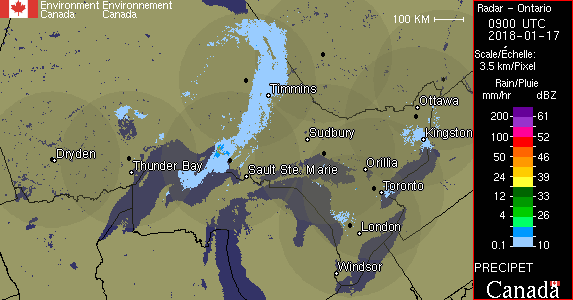 Environment Environnement
Canada Canada
100 KM
Timmins
Ottawa
Sudbury
Kingston
Dryden
Thunder Bay
Sault Ste. Marie
Orillia
Toronto
London
Windsor
Radar - Ontario
0900 UTC
2018-01-17
Scale/Échelle:
3.5 km/Pixel
Rain/Pluie
mm/hr dBZ
200 61
100 52
50 46
24 39
12 33
4 26
0.1 10
PRECIPET
Canada